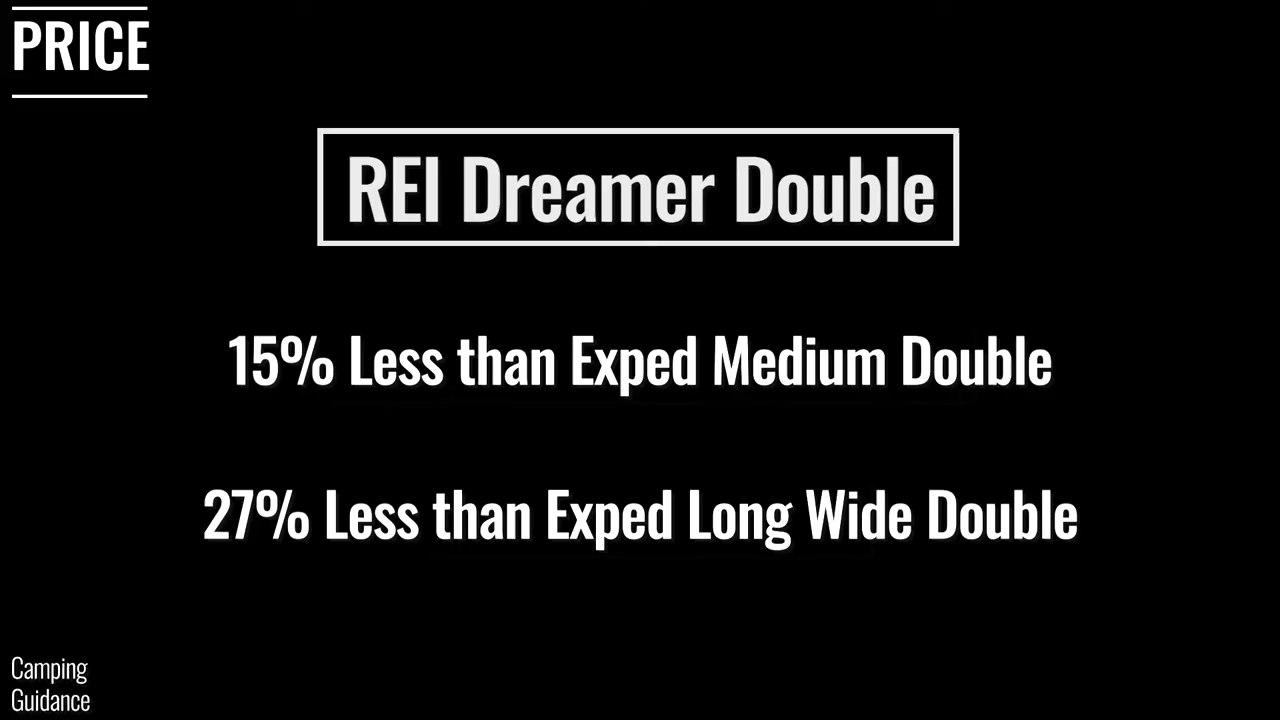 PRICE
REI Dreamer Double
15% Less than Exped Medium Double
27% Less than Exped Long Wide Double
Camping
Guidance